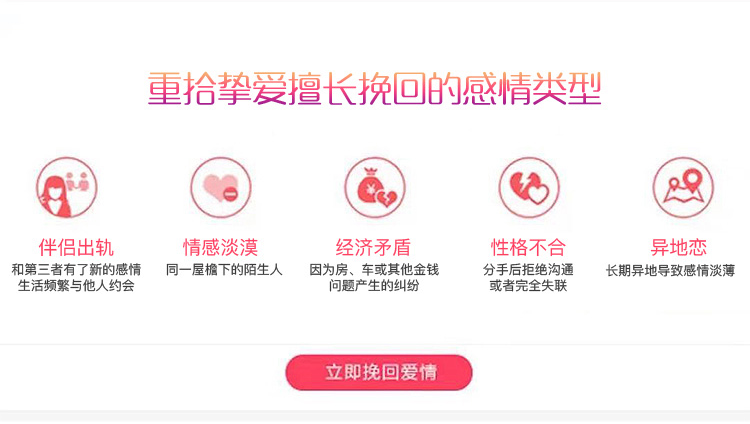 重拾挚爱擅长挽回的感情类型
伴侣出轨
和第三者有了新的感情
生活频繁与他人约会
情感淡漠
同一屋檐下的陌生人
¥
经济矛盾
因为房、车或其他金钱
问题产生的纠纷
性格不合
分手后拒绝沟通
或者完全失联
异地恋
长期异地导致感情淡薄
立即挽回爱情